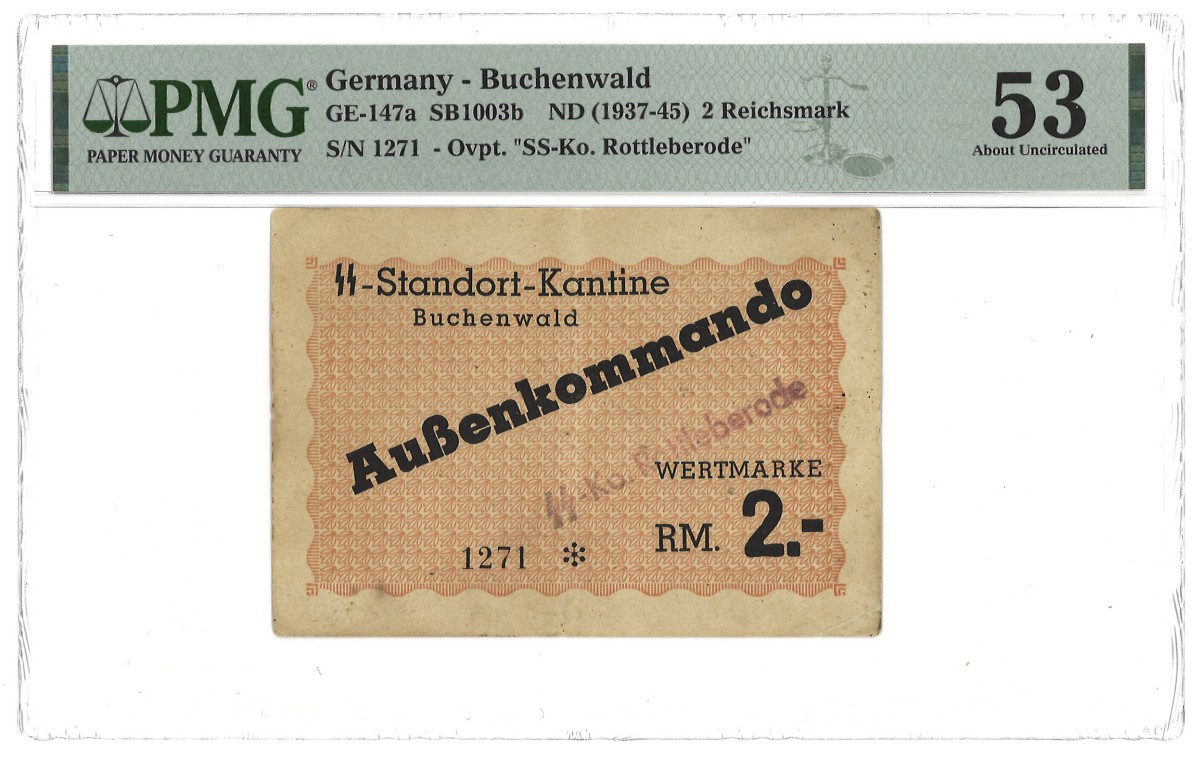 PMG®
PAPER MONEY GUARANTY
Germany - Buchenwald
GE-147a SB1003b ND (1937-45) 2 Reichsmark
S/N 1271 - Ovpt. "SS-Ko. Rottleberode"
53
About Uncirculated
ᛋᛋ-Standort-Kantine
Buchenwald
Außenkommando
ᛋᛋ-Ko. Rottleberode
WERTMARKE
RM. 2.-
1271 *